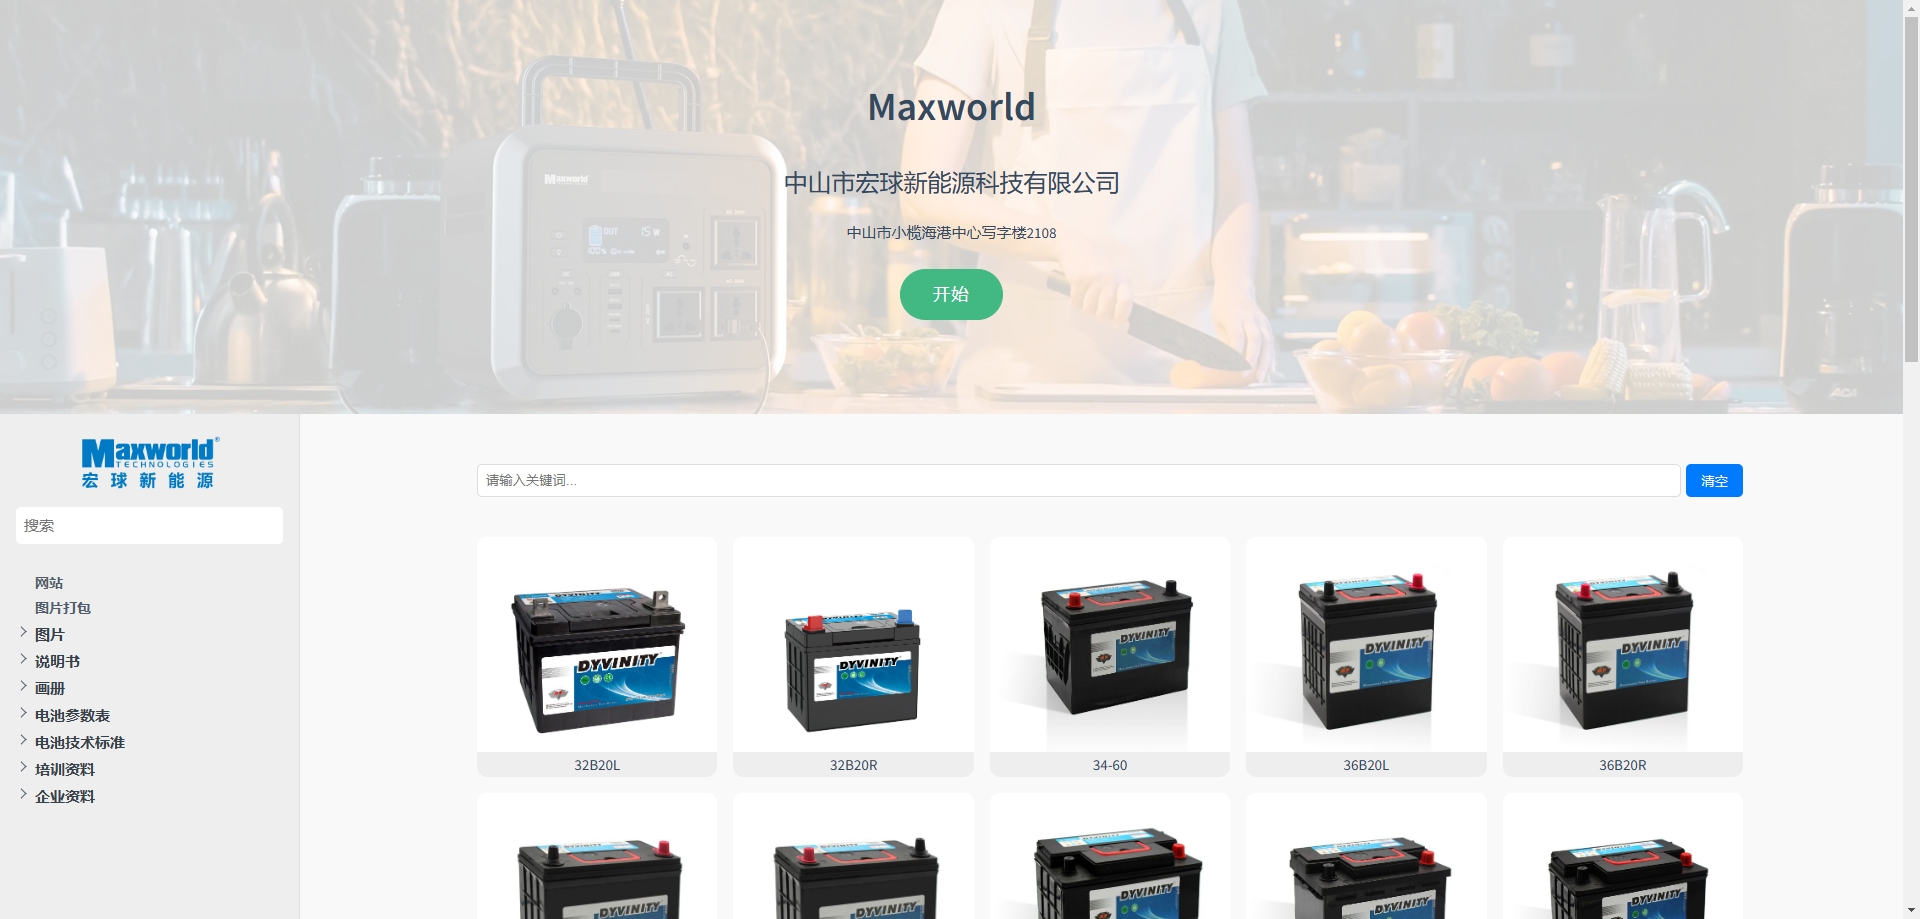 Maxworld
中山市宏球新能源科技有限公司
中山市小榄海港中心写字楼2108
开始
Maxworld
OUT 15 W
100%
Maxworld®
TECHNOLOGIES
宏球新能源
搜索
网站
图片打包
图片
说明书
画册
电池参数表
电池技术标准
培训资料
企业资料
请输入关键词...
清空
DYVINITY
DYVINITY
DYVINITY
DYVINITY
DYVINITY
32B20L
32B20R
34-60
36B20L
36B20R
DYVINITY
DYVINITY
DYVINITY
DYVINITY
DYVINITY